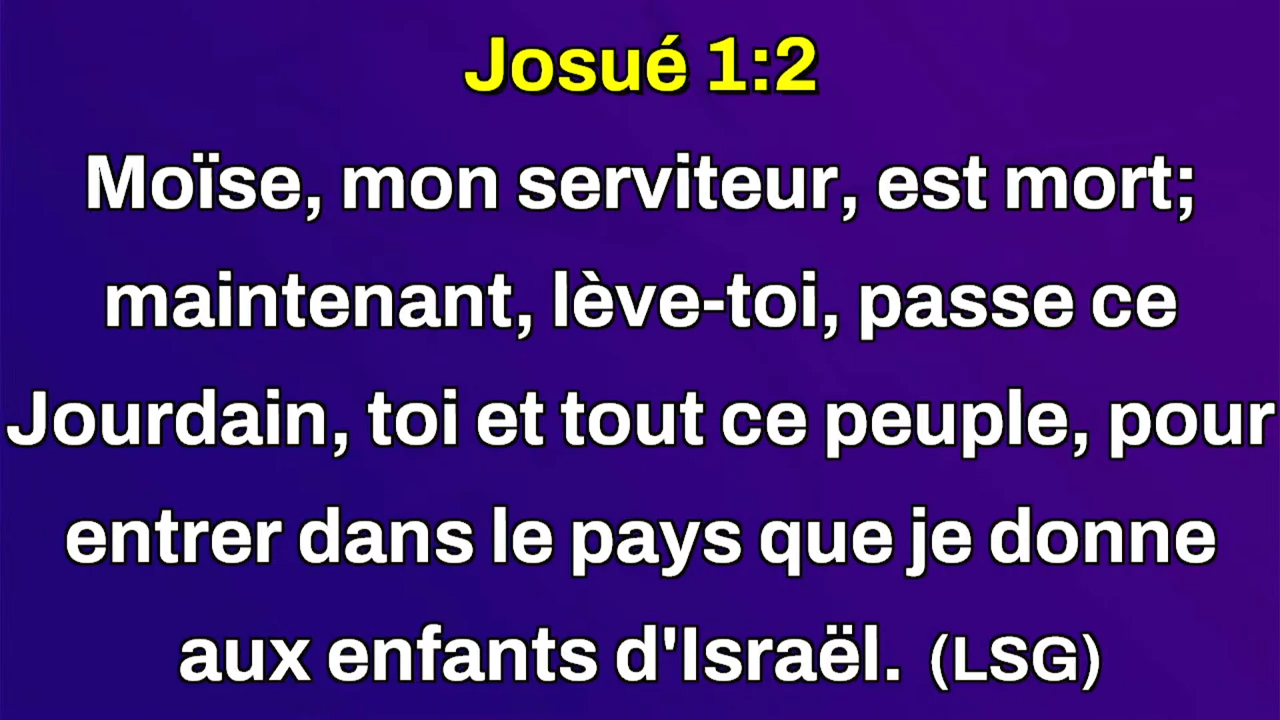 Josué 1:2
Moïse, mon serviteur, est mort;
maintenant, lève-toi, passe ce
Jourdain, toi et tout ce peuple, pour
entrer dans le pays que je donne
aux enfants d'Israël. (LSG)